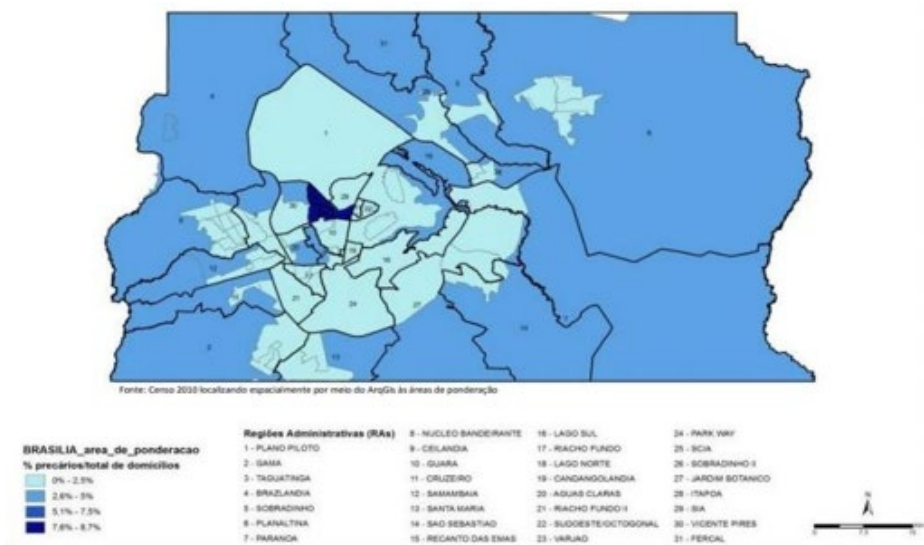 Fonte: Censo 2010 localizando espacialmente por meio do ArqGis às áreas de ponderação
BRASILIA_area_de_ponderacao
% precários/total de domicilios
0% - 2,5%
2,6% - 5%
5,1% - 7,5%
7,6% - 8,7%
Regiões Administrativas (RAs)
1 - PLANO PILOTO
2 - GAMA
3 - TAGUATINGA
4 - BRAZLANDIA
5 - SOBRADINHO
6 - PLANALTINA
7 - PARANOA
8 - NUCLEO BANDEIRANTE
9 - CEILANDIA
10 - GUARA
11 - CRUZEIRO
12 - SAMAMBAIA
13 - SANTA MARIA
14 - SAO SEBASTIAO
15 - RECANTO DAS EMAS
16 - LAGO SUL
17 - RIACHO FUNDO
18 - LAGO NORTE
19 - CANDANGOLANDIA
20 - AGUAS CLARAS
21 - RIACHO FUNDO II
22 - SUDOESTE/OCTOGONAL
23 - VARJAO
24 - PARK WAY
25 - SCIA
26 - SOBRADINHO II
27 - JARDIM BOTANICO
28 - ITAPOA
29 - SIA
30 - VICENTE PIRES
31 - FERCAL
N